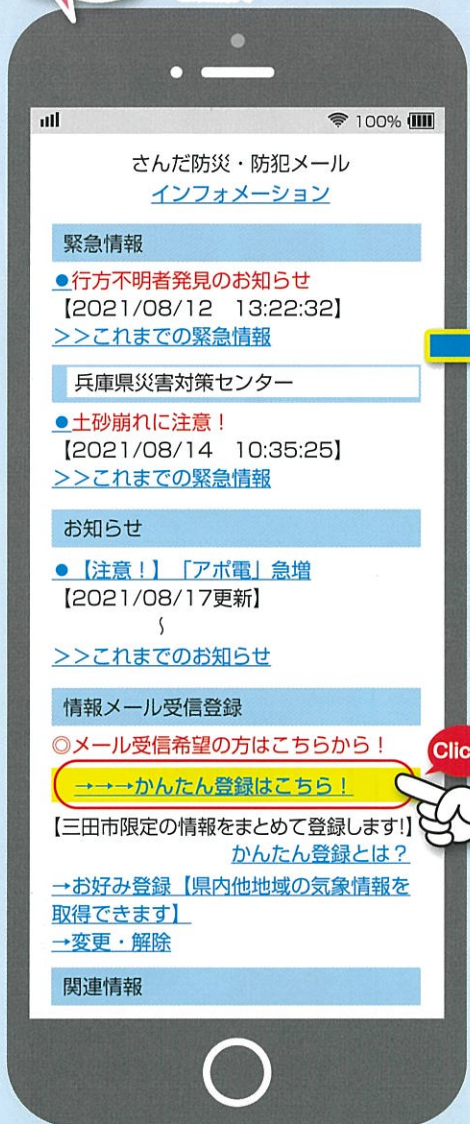 100%
さんだ防災・防犯メール
インフォメーション
緊急情報
●行方不明者発見のお知らせ
【2021/08/12 13:22:32】
>>これまでの緊急情報
兵庫県災害対策センター
●土砂崩れに注意！
【2021/08/14 10:35:25】
>>これまでの緊急情報
お知らせ
●【注意！】「アポ電」急増
【2021/08/17更新】
〜
>>これまでのお知らせ
情報メール受信登録
◎メール受信希望の方はこちらから！
→→→かんたん登録はこちら！
Clic
【三田市限定の情報をまとめて登録します!】
かんたん登録とは？
→お好み登録【県内他地域の気象情報を
取得できます】
→変更・解除
関連情報